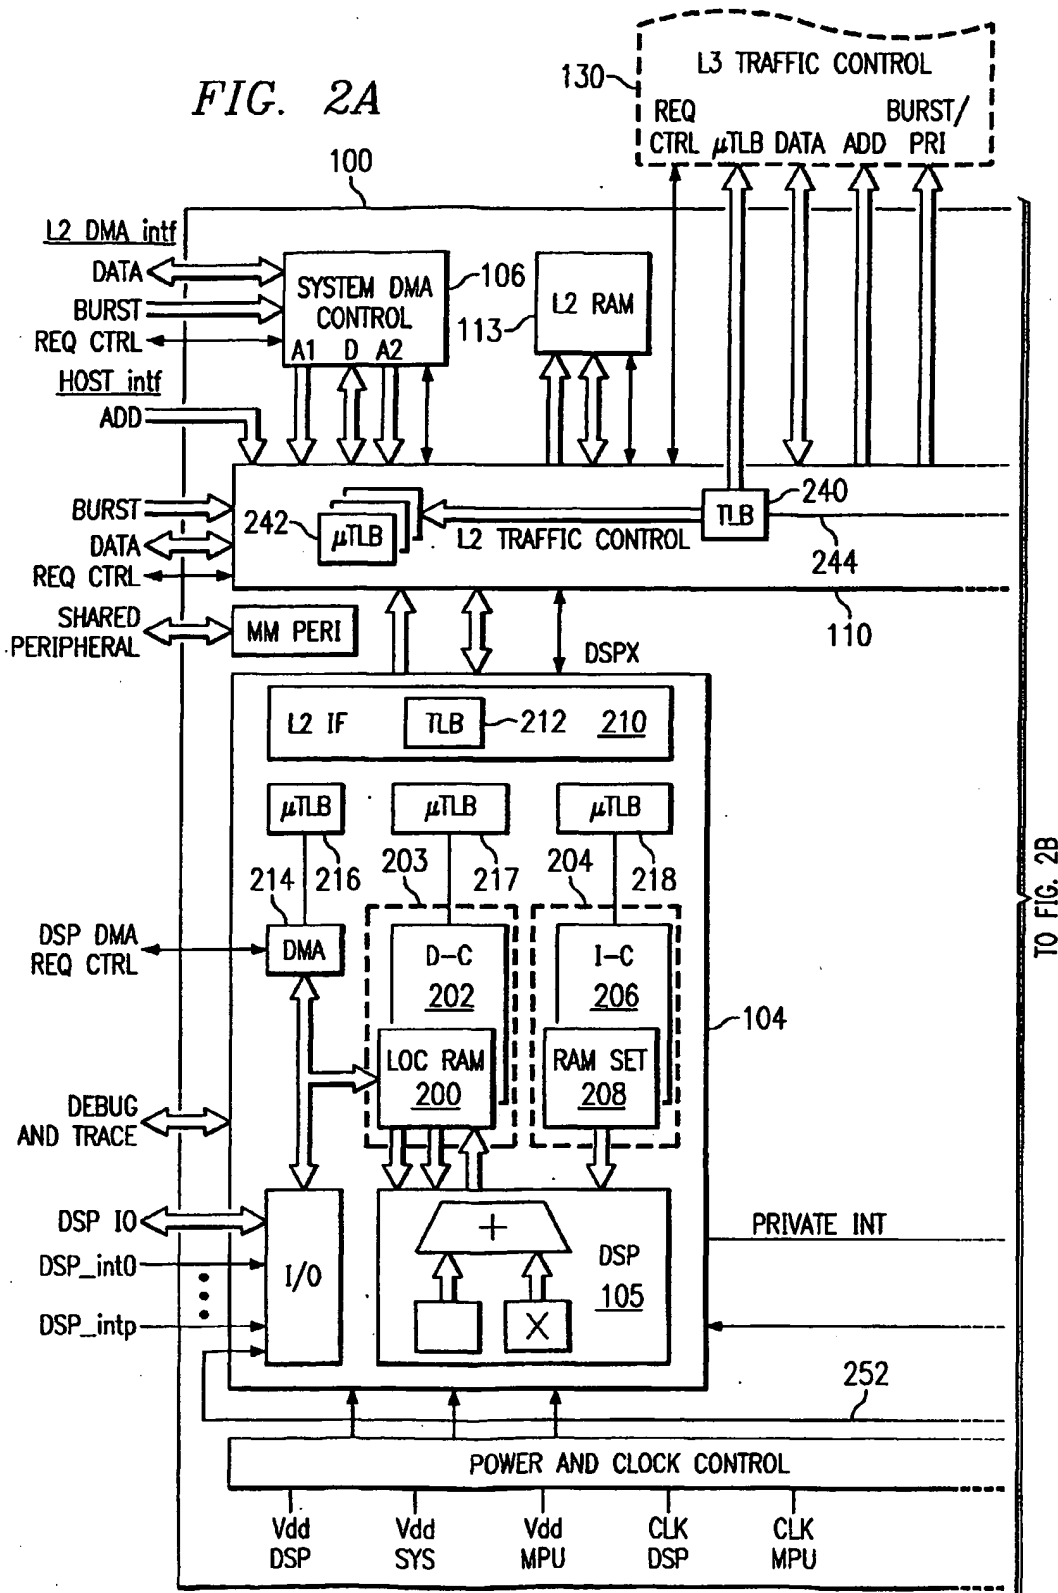 FIG. 2A
130
L3 TRAFFIC CONTROL
REQ CTRL
µTLB
DATA
ADD
BURST/ PRI
100
L2 DMA intf
DATA
BURST
REQ CTRL
SYSTEM DMA
CONTROL
A1 D A2
106
113
L2 RAM
HOST intf
ADD
BURST
DATA
REQ CTRL
242
µTLB
L2 TRAFFIC CONTROL
TLB
240
244
110
SHARED
PERIPHERAL
MM PERI
DSPX
L2 IF
TLB
212
210
µTLB
µTLB
µTLB
214
216
203
217
204
218
DSP DMA
REQ CTRL
DMA
D-C
202
I-C
206
104
LOC RAM
200
RAM SET
208
DEBUG
AND TRACE
DSP IO
DSP_int0
DSP_intp
I/O
+
X
DSP
105
PRIVATE INT
252
POWER AND CLOCK CONTROL
Vdd DSP
Vdd SYS
Vdd MPU
CLK DSP
CLK MPU
TO FIG. 2B